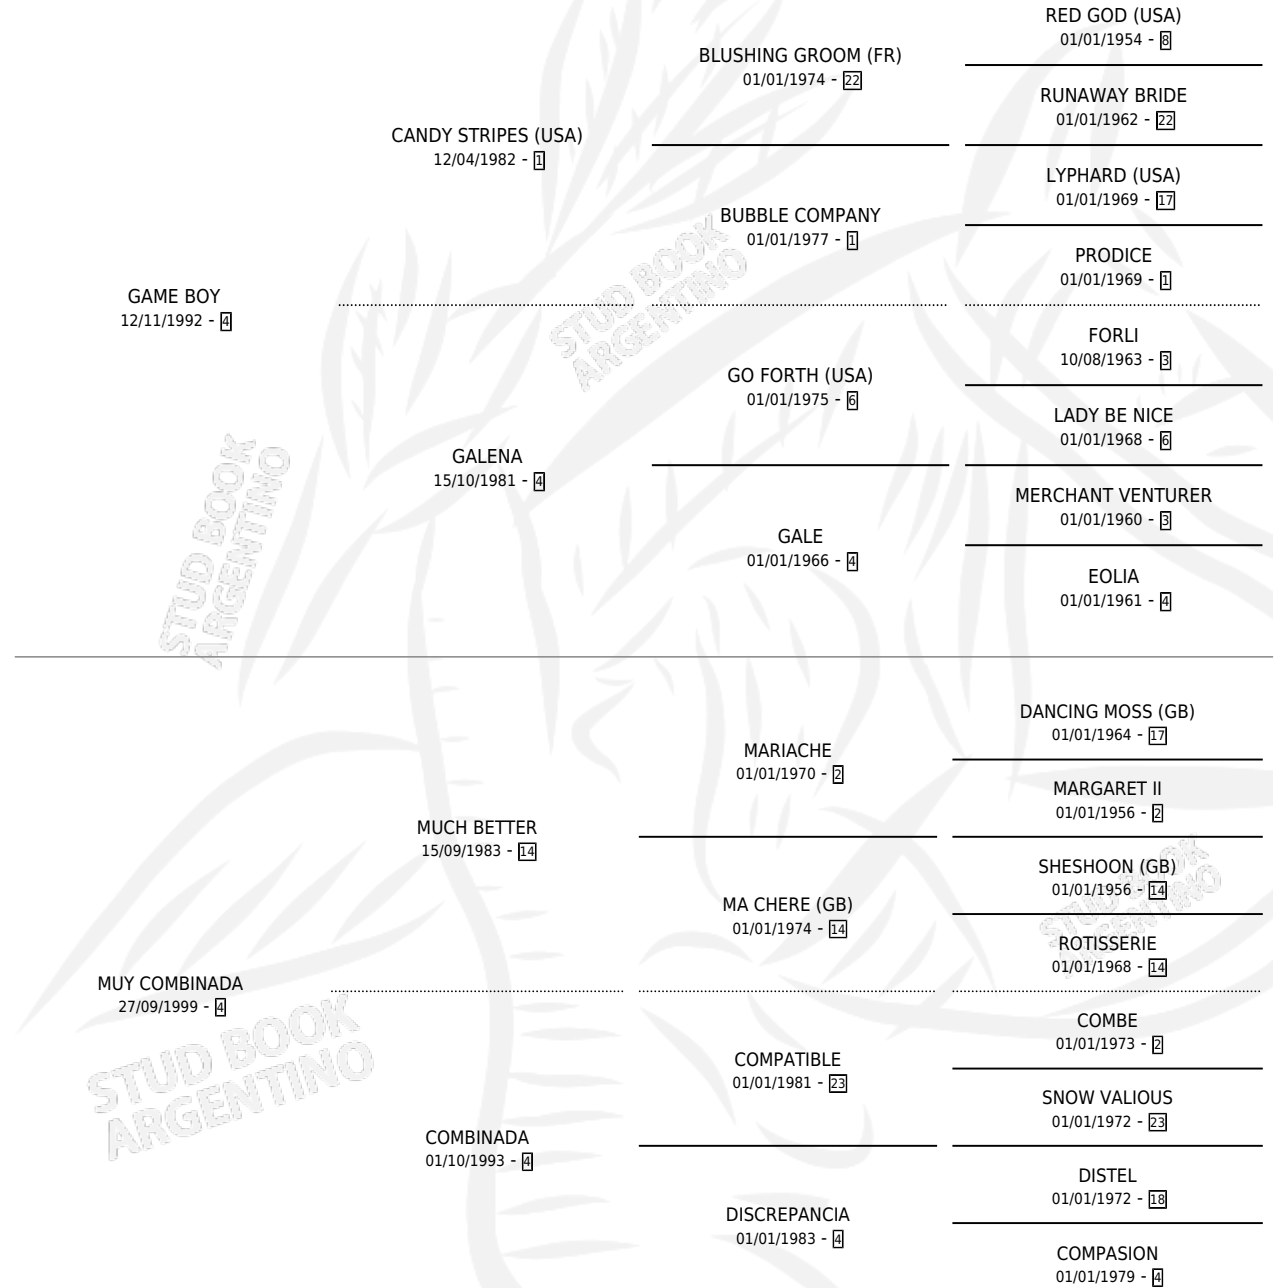 RED GOD (USA)
01/01/1954 - 8
BLUSHING GROOM (FR)
01/01/1974 - 22
RUNAWAY BRIDE
01/01/1962 - 22
CANDY STRIPES (USA)
12/04/1982 - 1
LYPHARD (USA)
01/01/1969 - 17
BUBBLE COMPANY
01/01/1977 - 1
PRODICE
01/01/1969 - 1
GAME BOY
12/11/1992 - 4
FORLI
10/08/1963 - 3
GO FORTH (USA)
01/01/1975 - 6
LADY BE NICE
01/01/1968 - 6
GALENA
15/10/1981 - 4
MERCHANT VENTURER
01/01/1960 - 3
GALE
01/01/1966 - 4
EOLIA
01/01/1961 - 4
STUD BOOK
ARGENTINO
STUD BOOK
ARGENTINO
DANCING MOSS (GB)
01/01/1964 - 17
MARIACHE
01/01/1970 - 2
MARGARET II
01/01/1956 - 2
MUCH BETTER
15/09/1983 - 14
SHESHOON (GB)
01/01/1956 - 14
MA CHERE (GB)
01/01/1974 - 14
ROTISSERIE
01/01/1968 - 14
STUD BOOK
ARGENTINO
MUY COMBINADA
27/09/1999 - 4
COMBE
01/01/1973 - 2
COMPATIBLE
01/01/1981 - 23
SNOW VALIOUS
01/01/1972 - 23
STUD BOOK
ARGENTINO
COMBINADA
01/10/1993 - 4
DISTEL
01/01/1972 - 18
DISCREPANCIA
01/01/1983 - 4
COMPASION
01/01/1979 - 4